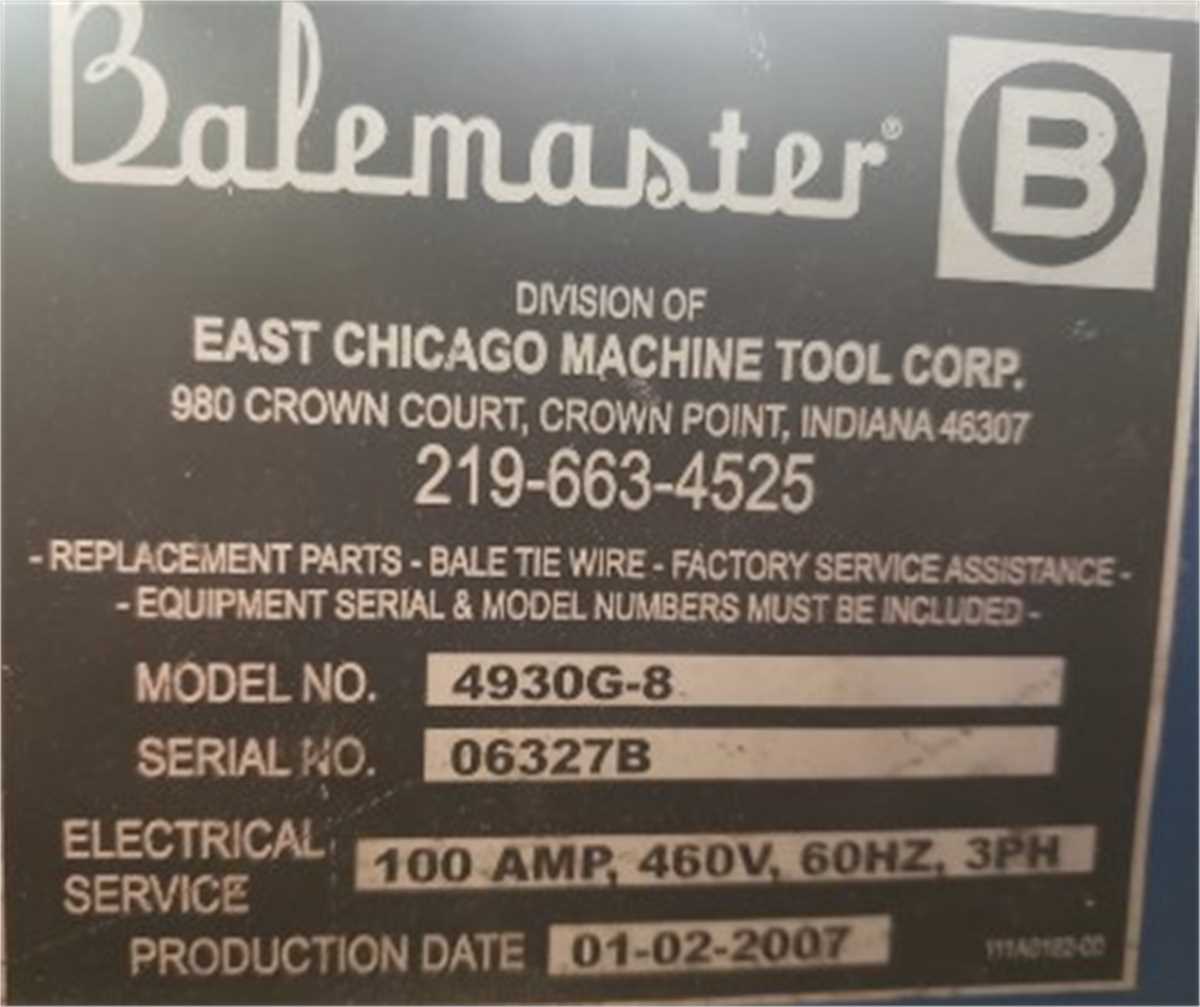 Balemaster®
B
DIVISION OF
EAST CHICAGO MACHINE TOOL CORP.
980 CROWN COURT, CROWN POINT, INDIANA 46307
219-663-4525
- REPLACEMENT PARTS - BALE TIE WIRE - FACTORY SERVICE ASSISTANCE -
- EQUIPMENT SERIAL & MODEL NUMBERS MUST BE INCLUDED -
MODEL NO. 4930G-8
SERIAL NO. 06327B
ELECTRICAL
SERVICE 100 AMP, 460V, 60HZ, 3PH
PRODUCTION DATE 01-02-2007